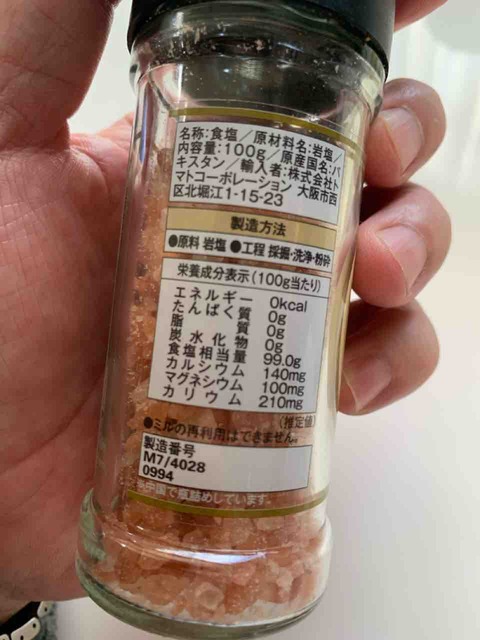 名称:食塩/原材料名:岩塩/
内容量:100g/原産国名:パ
キスタン/輸入者:株式会社ト
マトコーポレーション 大阪市西
区北堀江1-15-23
製造方法
●原料 岩塩 ●工程 採掘・洗浄・粉砕
栄養成分表示(100g当たり)
エネルギー 0kcal
たんぱく質 0g
脂質 0g
炭水化物 0g
食塩相当量 99.0g
カルシウム 140mg
マグネシウム 100mg
カリウム 210mg
(推定値)
●ミルの再利用はできません。
製造番号
M7/4028
0994
※中国で瓶詰めしています。